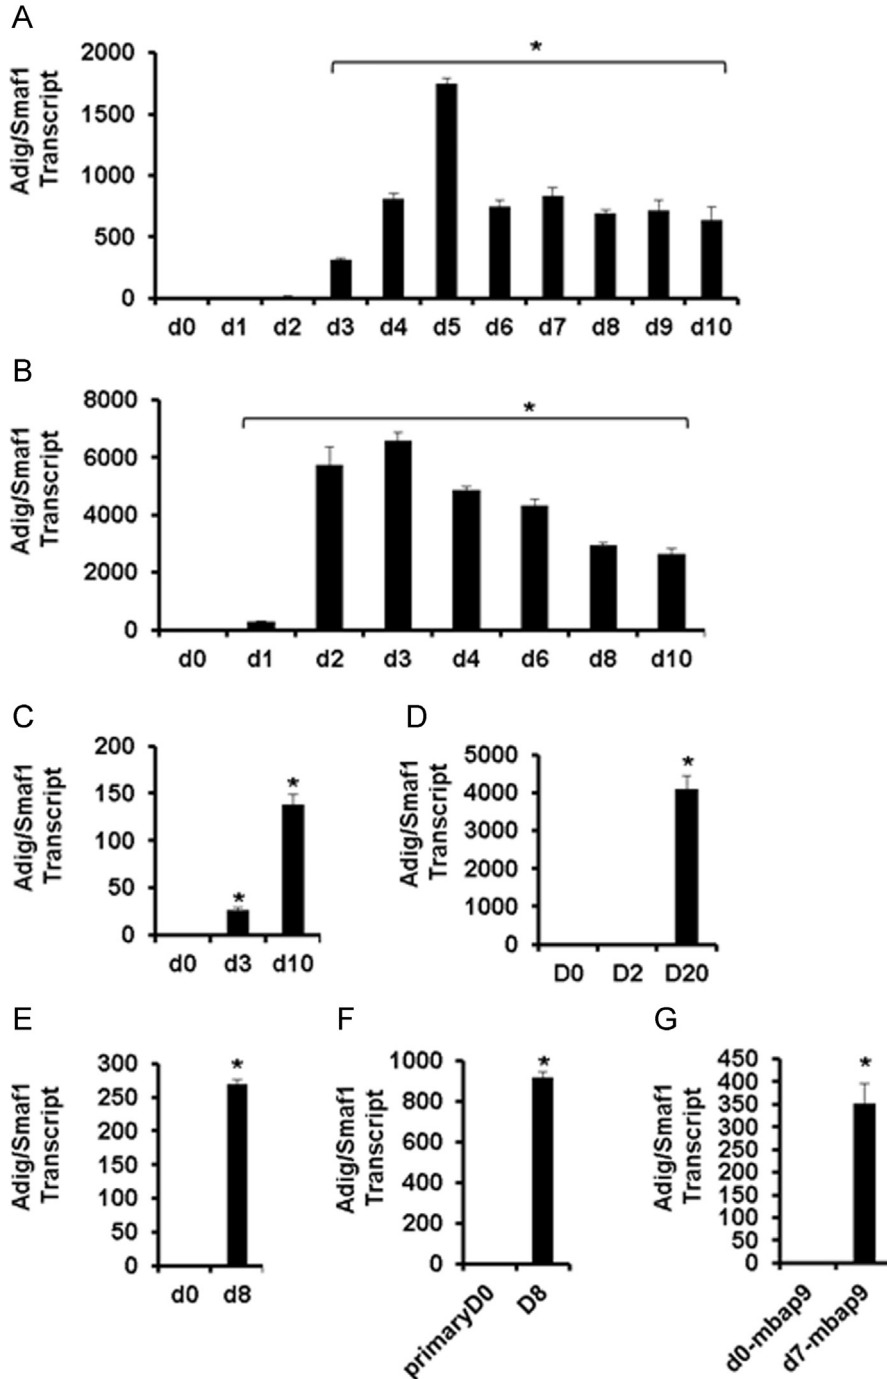 A
Adig/Smaf1
Transcript
2000
1500
1000
500
0
*
d0 d1 d2 d3 d4 d5 d6 d7 d8 d9 d10
B
Adig/Smaf1
Transcript
8000
6000
4000
2000
0
*
d0 d1 d2 d3 d4 d6 d8 d10
C
Adig/Smaf1
Transcript
200
150
100
50
0
* *
d0 d3 d10
D
Adig/Smaf1
Transcript
5000
4000
3000
2000
1000
0
*
D0 D2 D20
E
Adig/Smaf1
Transcript
300
250
200
150
100
50
0
*
d0 d8
F
Adig/Smaf1
Transcript
1000
800
600
400
200
0
*
primaryD0 D8
G
Adig/Smaf1
Transcript
450
400
350
300
250
200
150
100
50
0
*
d0-mbap9 d7-mbap9